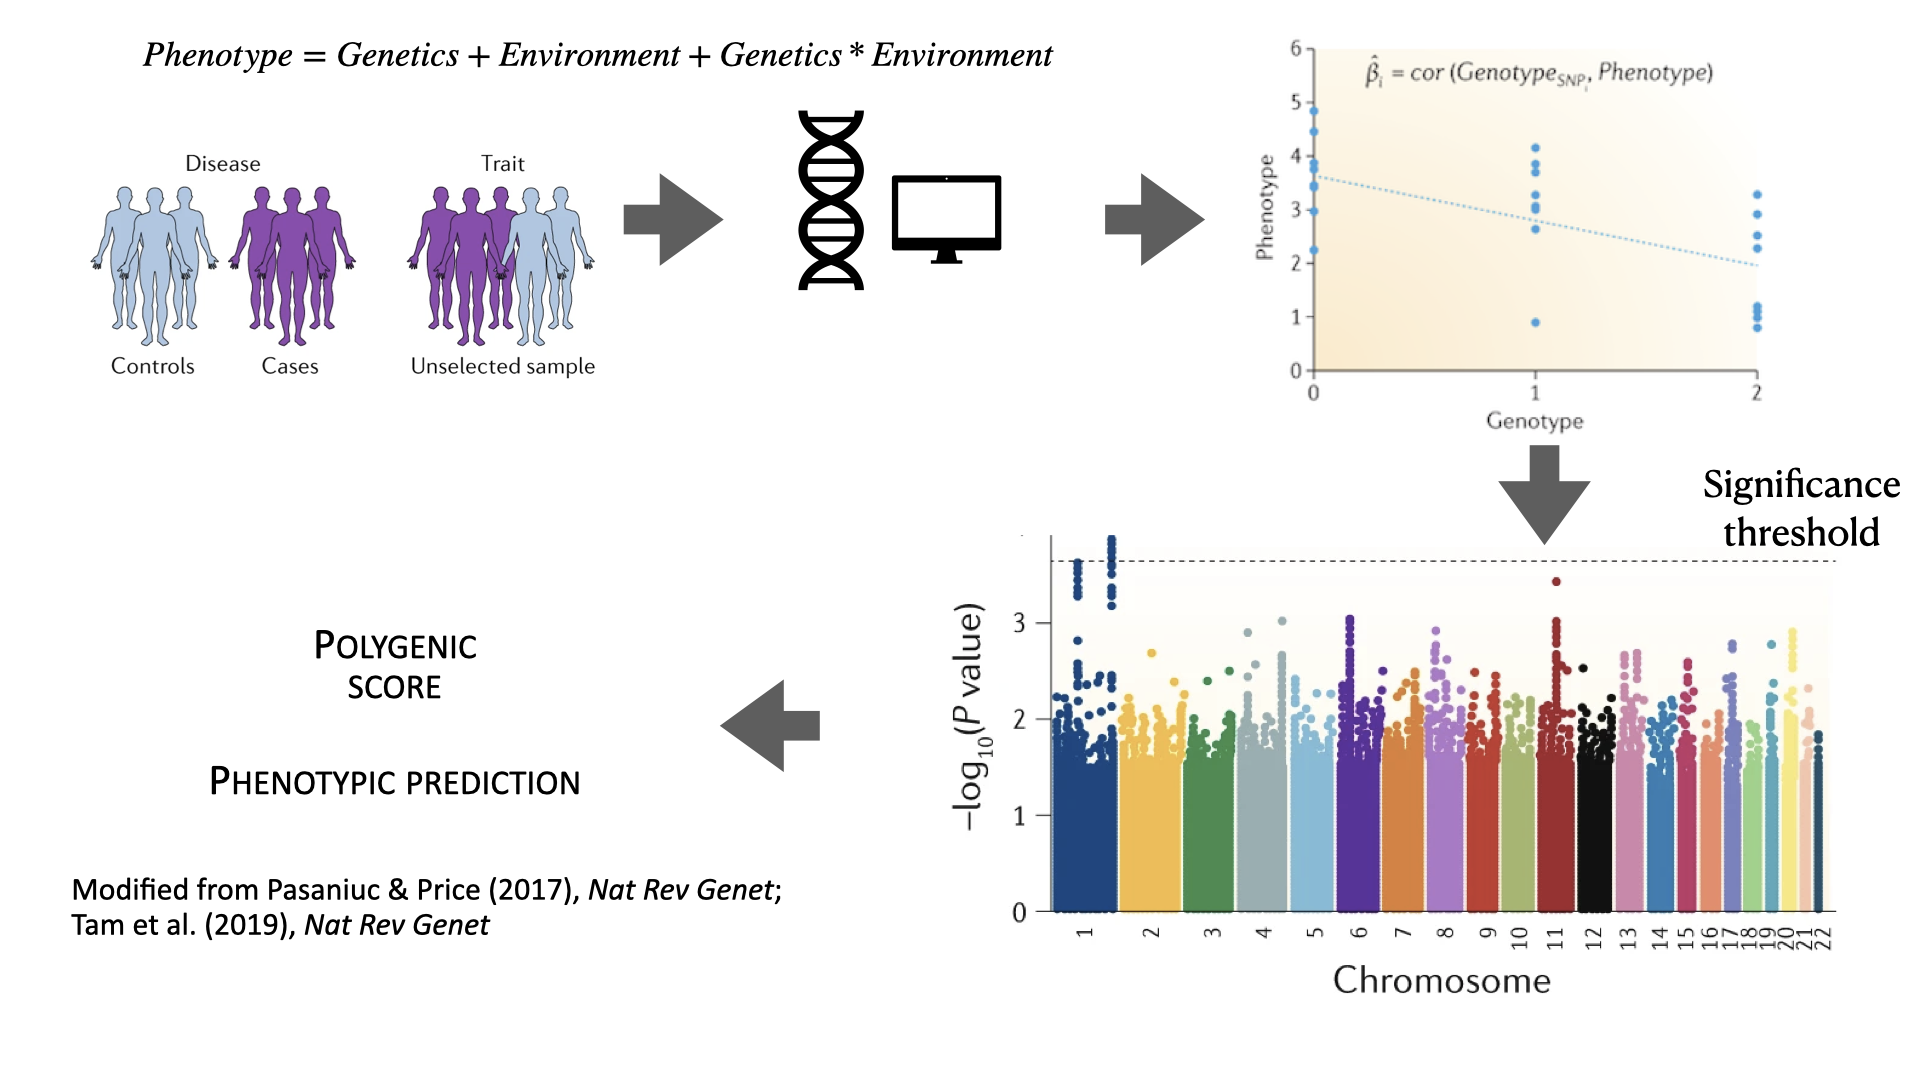 Phenotype = Genetics + Environment + Genetics * Environment
Disease
Trait
Controls
Cases
Unselected sample
β̂i = cor (GenotypeSNPi, Phenotype)
Phenotype
6
5
4
3
2
1
0
0 1 2
Genotype
Significance
threshold
−log10(P value)
3
2
1
0
1 2 3 4 5 6 7 8 9 10 11 12 13 14 15 16 17 18 19 20 21 22
Chromosome
POLYGENIC
SCORE
PHENOTYPIC PREDICTION
Modified from Pasaniuc & Price (2017), Nat Rev Genet;
Tam et al. (2019), Nat Rev Genet